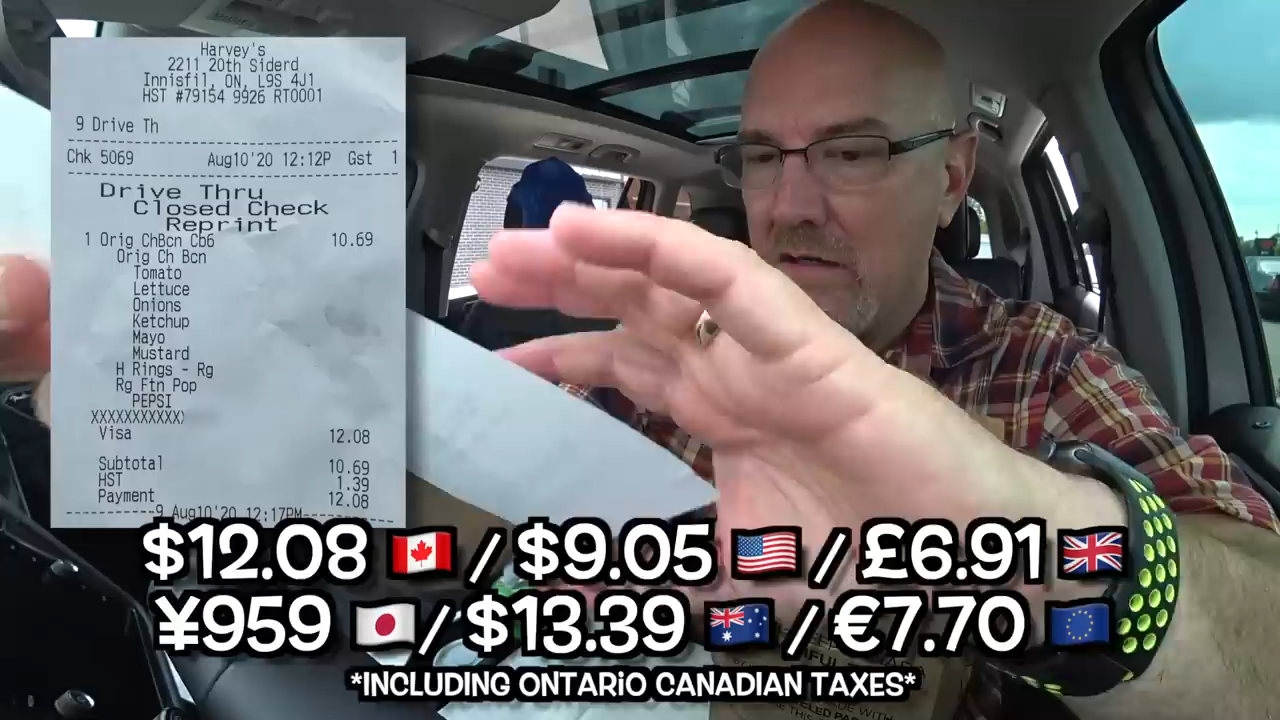 Harvey's
2211 20th Siderd
Innisfil, ON, L9S 4J1
HST #79154 9926 RT0001
9 Drive Th
Chk 5069 Aug10'20 12:12P Gst 1
Drive Thru
Closed Check
Reprint
1 Orig ChBcn Cb6 10.69
Orig Ch Bcn
Tomato
Lettuce
Onions
Ketchup
Mayo
Mustard
H Rings - Rg
Rg Ftn Pop
PEPSI
XXXXXXXXXXXX
Visa 12.08
Subtotal 10.69
HST 1.39
Payment 12.08
9 Aug10'20 12:17PM
$12.08 / $9.05 / £6.91
¥959 / $13.39 / €7.70
*INCLUDING ONTARIO CANADIAN TAXES*